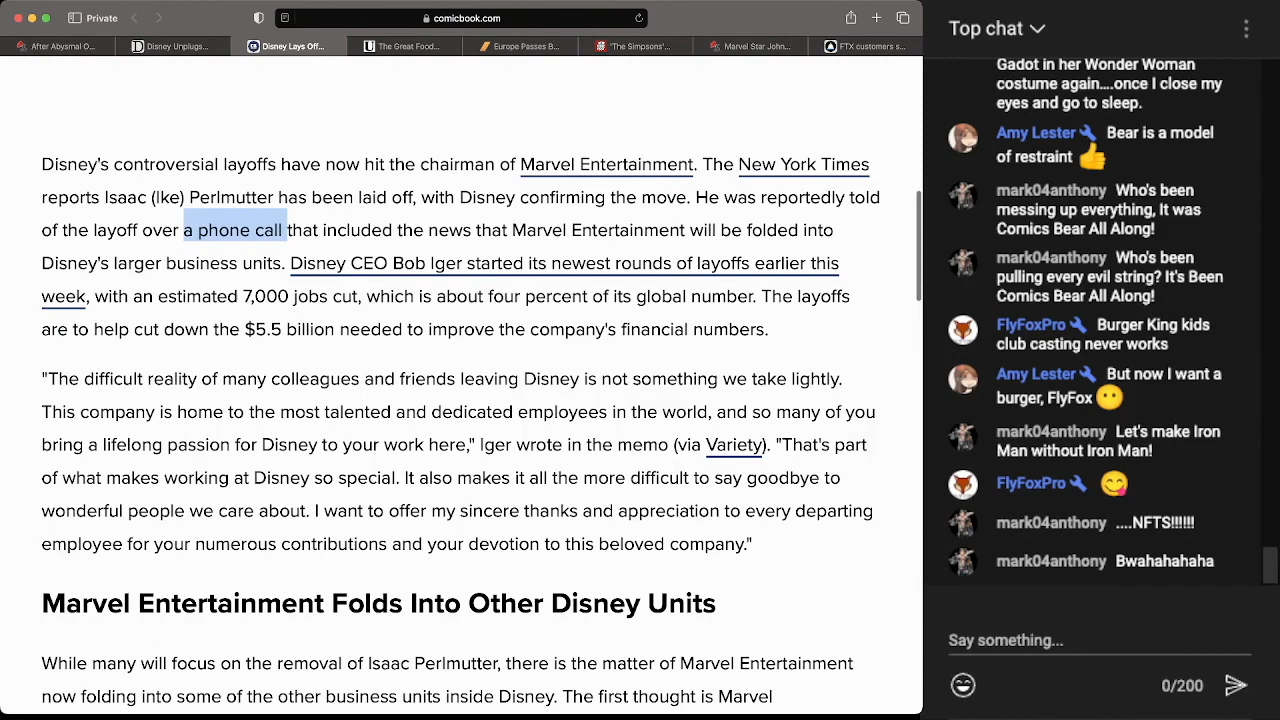 Private
comicbook.com
After Abysmal O...
Disney Unplugs...
Disney Lays Off...
The Great Food...
Europe Passes B...
'The Simpsons'...
Marvel Star John...
FTX customers s...
Disney's controversial layoffs have now hit the chairman of Marvel Entertainment. The New York Times
reports Isaac (Ike) Perlmutter has been laid off, with Disney confirming the move. He was reportedly told
of the layoff over a phone call that included the news that Marvel Entertainment will be folded into
Disney's larger business units. Disney CEO Bob Iger started its newest rounds of layoffs earlier this
week, with an estimated 7,000 jobs cut, which is about four percent of its global number. The layoffs
are to help cut down the $5.5 billion needed to improve the company's financial numbers.
"The difficult reality of many colleagues and friends leaving Disney is not something we take lightly.
This company is home to the most talented and dedicated employees in the world, and so many of you
bring a lifelong passion for Disney to your work here," Iger wrote in the memo (via Variety). "That's part
of what makes working at Disney so special. It also makes it all the more difficult to say goodbye to
wonderful people we care about. I want to offer my sincere thanks and appreciation to every departing
employee for your numerous contributions and your devotion to this beloved company."
Marvel Entertainment Folds Into Other Disney Units
While many will focus on the removal of Isaac Perlmutter, there is the matter of Marvel Entertainment
now folding into some of the other business units inside Disney. The first thought is Marvel
Top chat
Gadot in her Wonder Woman
costume again....once I close my
eyes and go to sleep.
Amy Lester Bear is a model
of restraint 👍
mark04anthony Who's been
messing up everything, It was
Comics Bear All Along!
mark04anthony Who's been
pulling every evil string? It's Been
Comics Bear All Along!
FlyFoxPro Burger King kids
club casting never works
Amy Lester But now I want a
burger, FlyFox 😶
mark04anthony Let's make Iron
Man without Iron Man!
FlyFoxPro 😋
mark04anthony ....NFTS!!!!!!
mark04anthony Bwahahahaha
Say something...
0/200